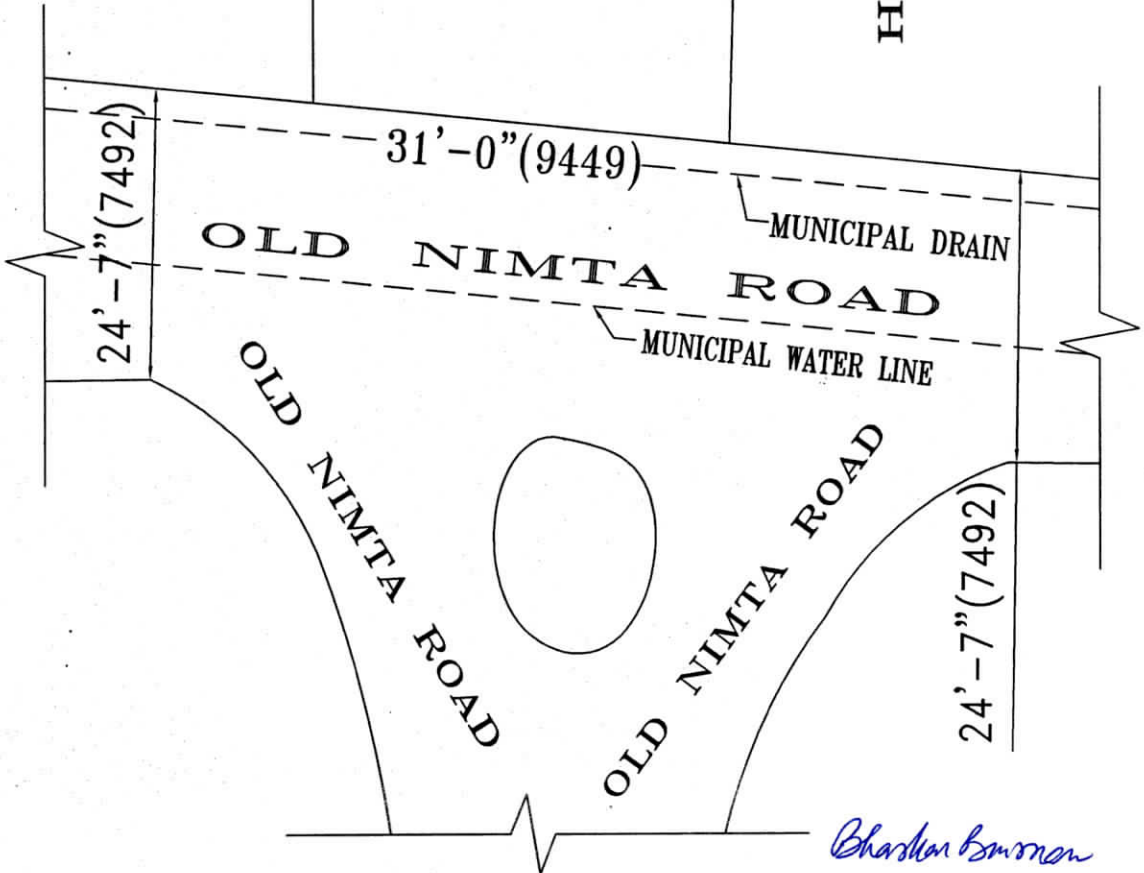 H
31'-0"(9449)
24'-7"(7492)
MUNICIPAL DRAIN
OLD NIMTA ROAD
MUNICIPAL WATER LINE
OLD NIMTA ROAD
OLD NIMTA ROAD
24'-7"(7492)
Bhaskar